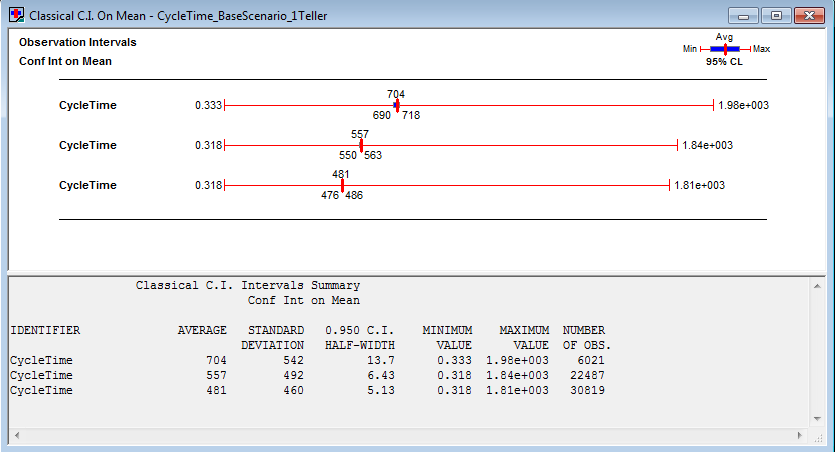 Classical C.I. On Mean - CycleTime_BaseScenario_1Teller
Observation Intervals
Conf Int on Mean
Avg
Min Max
95% CL
704
CycleTime 0.333 1.98e+003
690 718
557
CycleTime 0.318 1.84e+003
550 563
481
CycleTime 0.318 1.81e+003
476 486
Classical C.I. Intervals Summary
Conf Int on Mean
IDENTIFIER AVERAGE STANDARD 0.950 C.I. MINIMUM MAXIMUM NUMBER
DEVIATION HALF-WIDTH VALUE VALUE OF OBS.
CycleTime 704 542 13.7 0.333 1.98e+003 6021
CycleTime 557 492 6.43 0.318 1.84e+003 22487
CycleTime 481 460 5.13 0.318 1.81e+003 30819